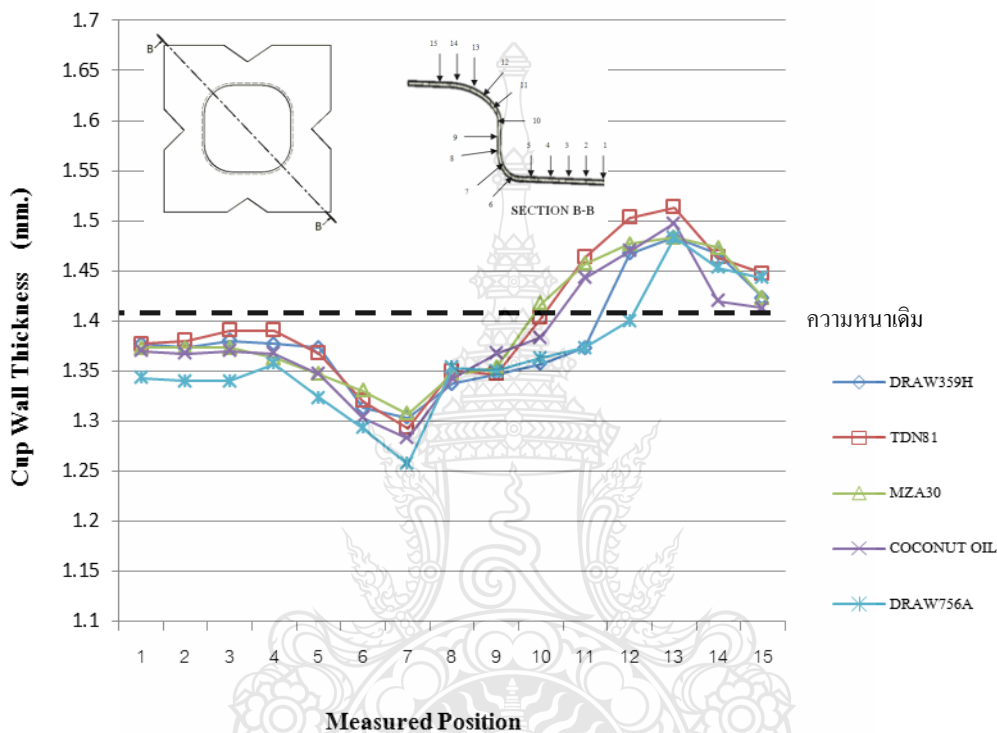 1.7
1.65
1.6
1.55
1.5
1.45
1.4
1.35
1.3
1.25
1.2
1.15
1.1
Cup Wall Thickness (mm.)
B
B
15 14 13
12
11
10
9
8
7
6
5 4 3 2 1
SECTION B-B
ความหนาเดิม
DRAW359H
TDN81
MZA30
COCONUT OIL
DRAW756A
1 2 3 4 5 6 7 8 9 10 11 12 13 14 15
Measured Position